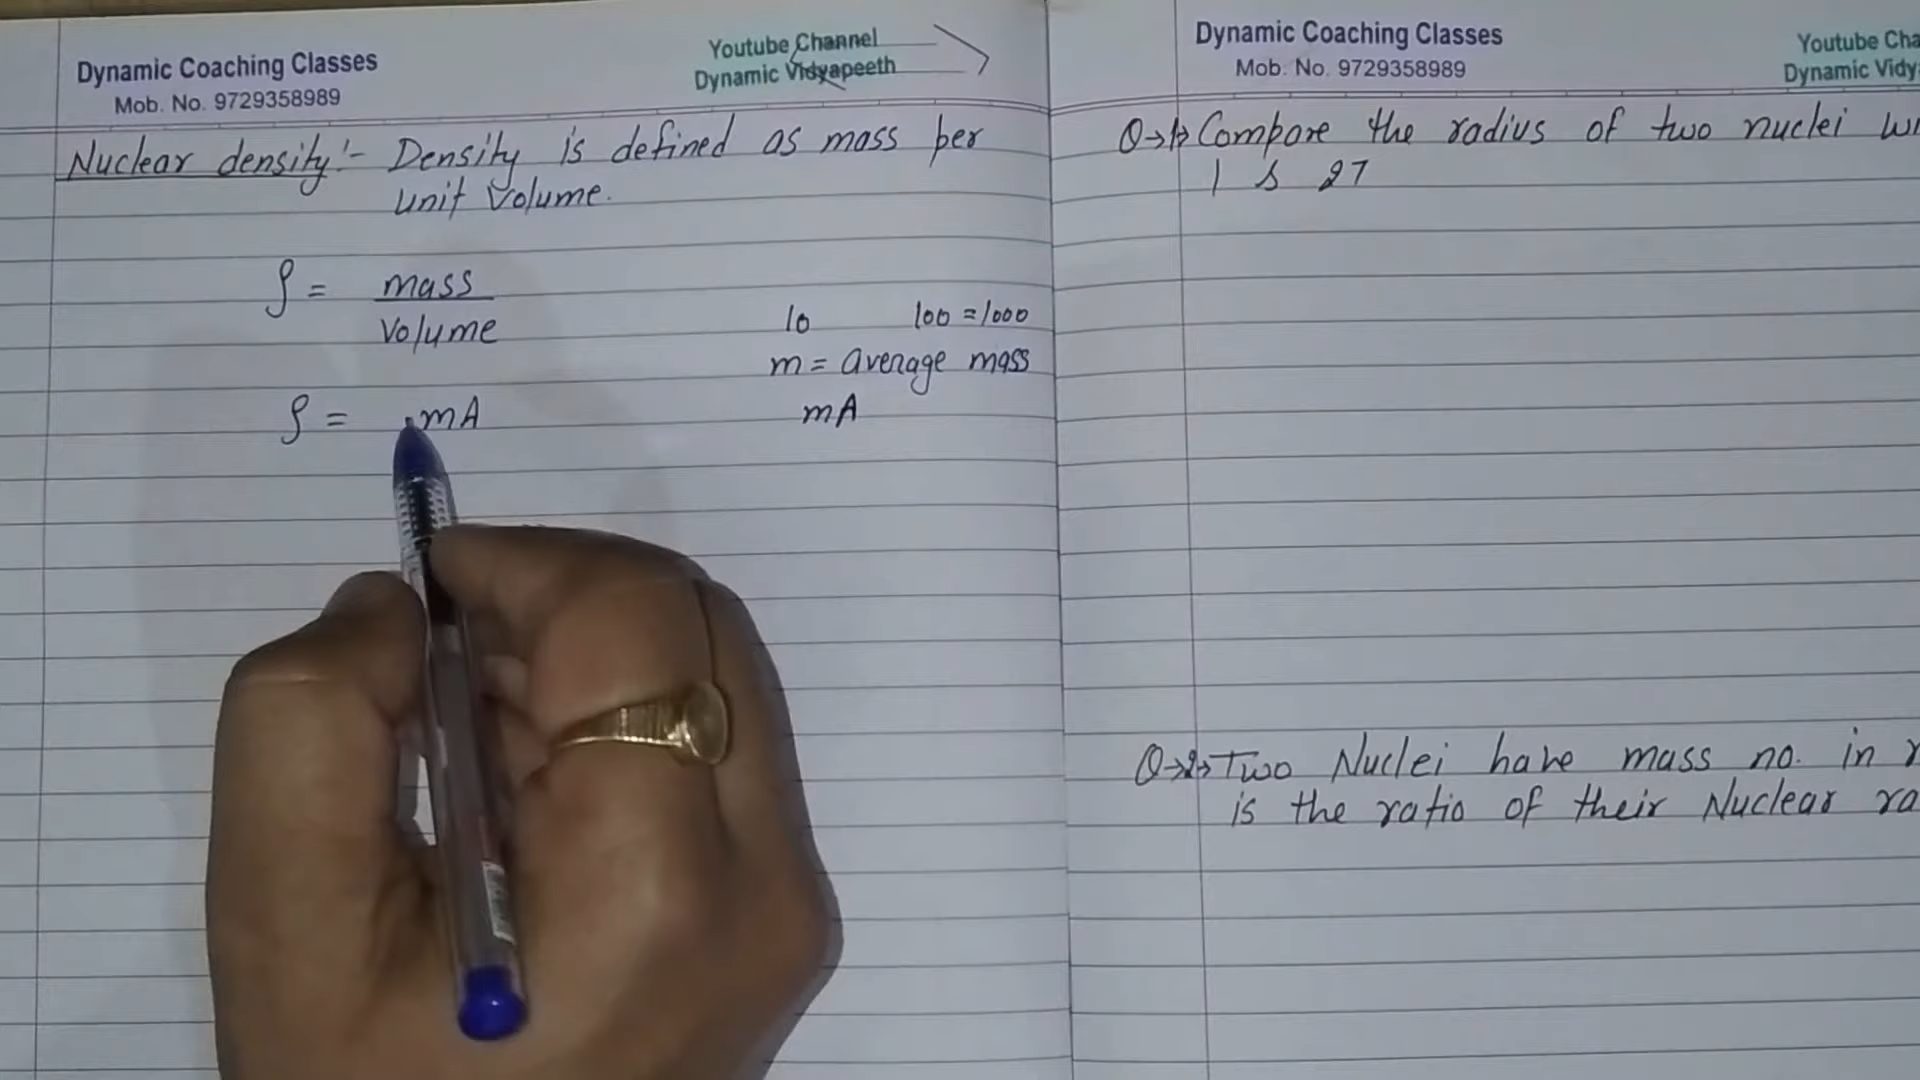 Dynamic Coaching Classes
Mob. No. 9729358989
Youtube Channel
Dynamic Vidyapeeth
Nuclear density:- Density is defined as mass per
unit volume.
ρ = mass
volume
10 100 = 1000
m = average mass
ρ = mA
mA
Dynamic Coaching Classes
Mob. No. 9729358989
Youtube
Dynamic
Q→1→ Compare the radius of two nuclei
1 & 27
Q→2→ Two Nuclei have mass no. in
is the ratio of their Nuclear